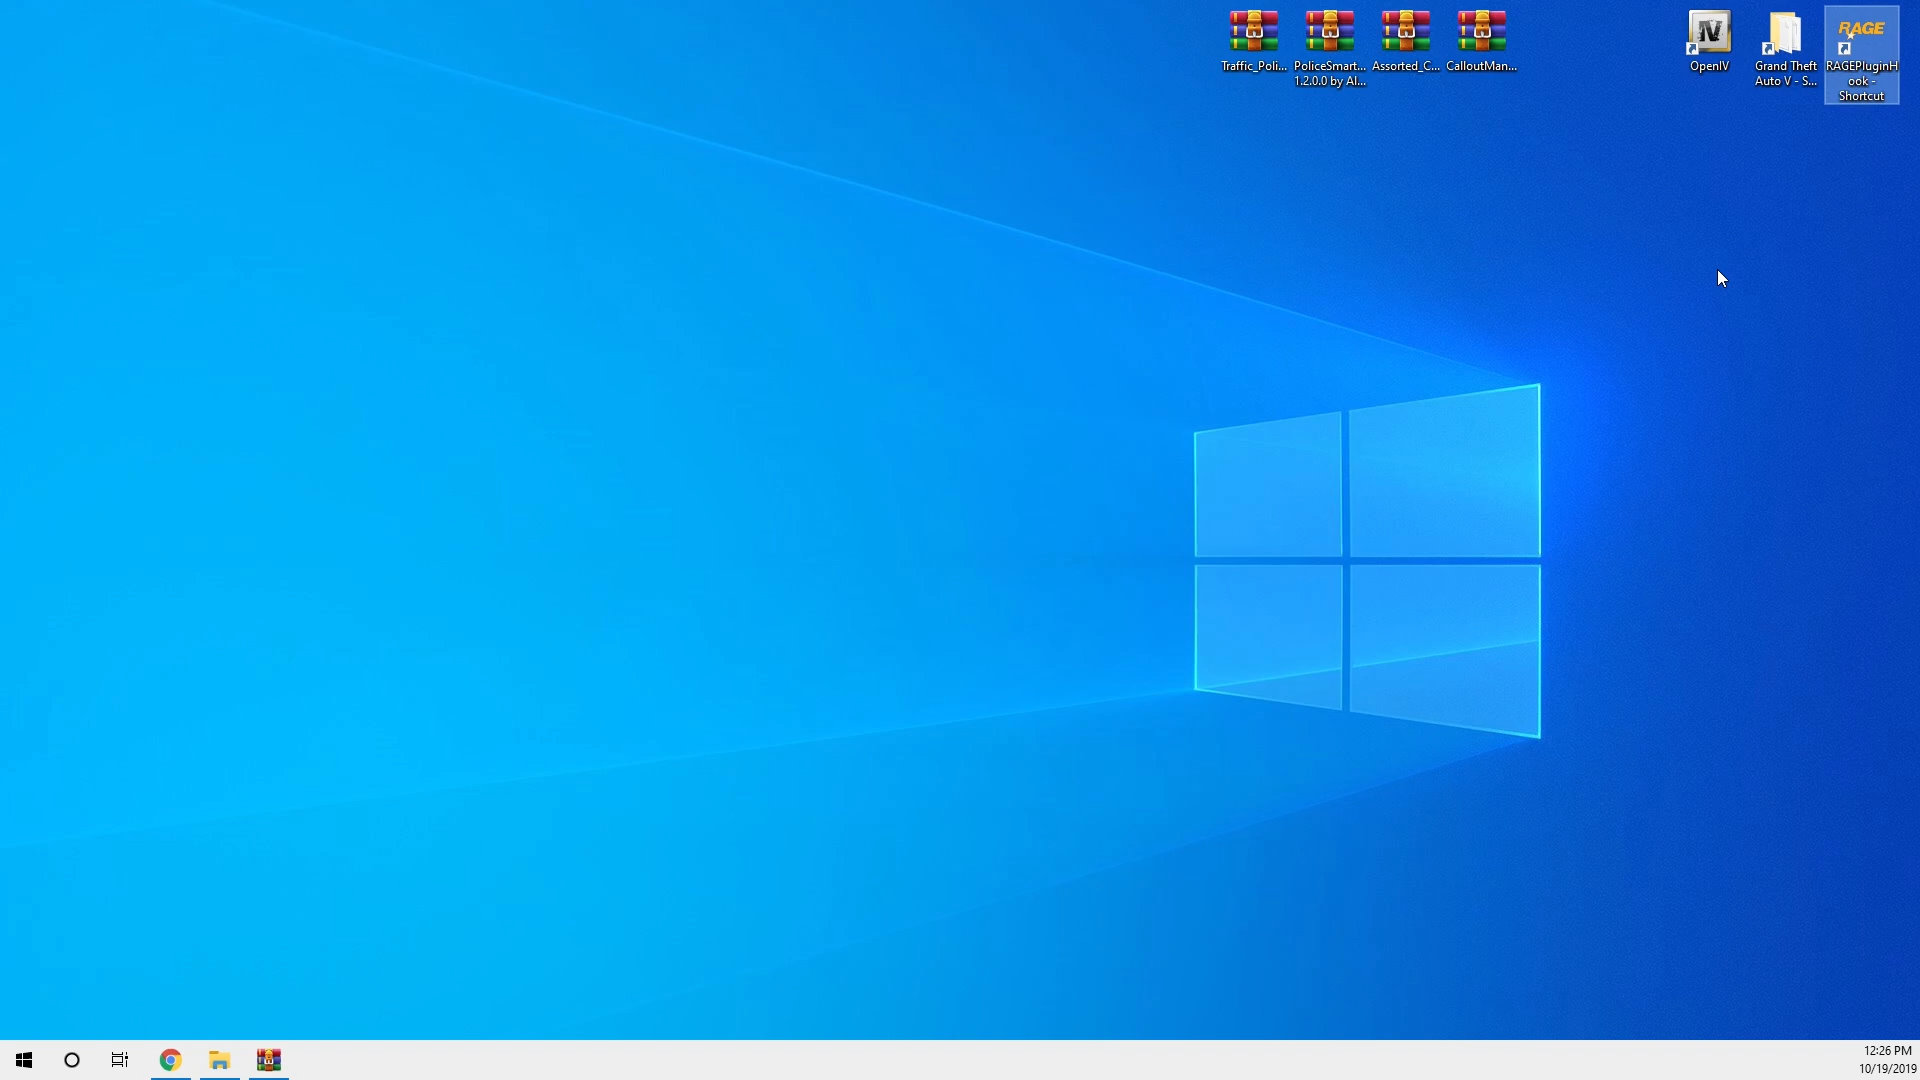 Traffic_Poli...
PoliceSmart...
1.2.0.0 by Al...
Assorted_C...
CalloutMan...
OpenIV
Grand Theft
Auto V - S...
RAGE
RAGEPluginH
ook -
Shortcut
12:26 PM
10/19/2019